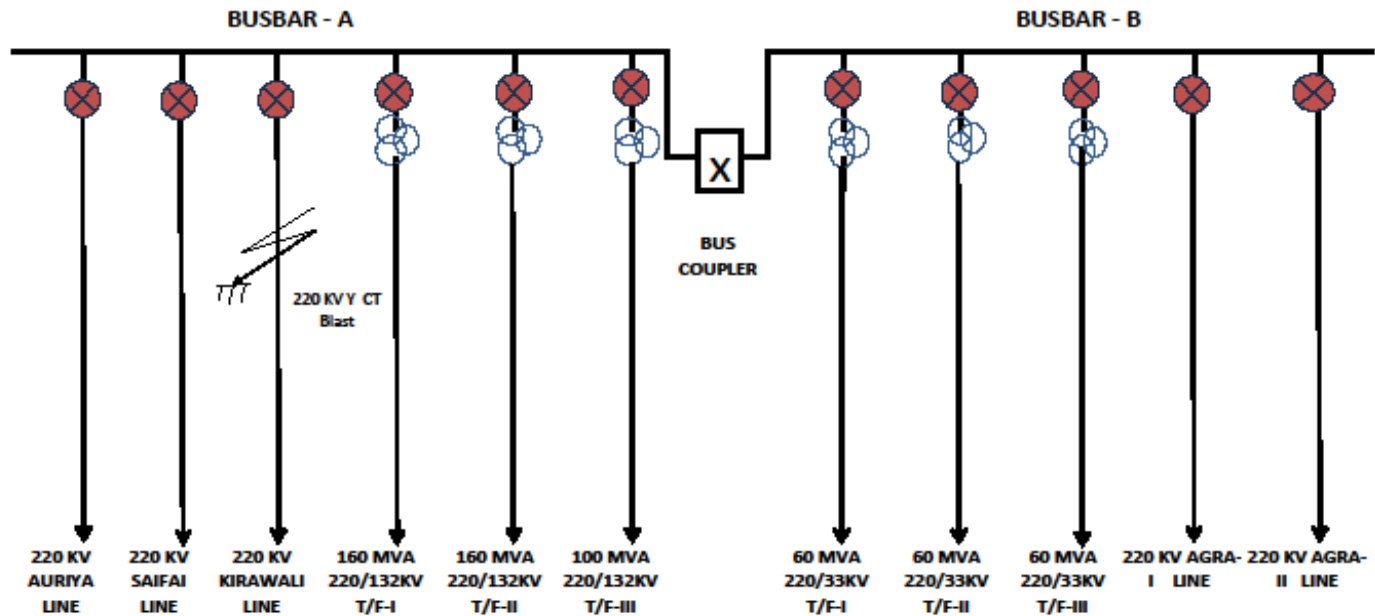 BUSBAR - A
BUSBAR - B
X
BUS
COUPLER
220 KV Y CT
Blast
220 KV
AURIYA
LINE
220 KV
SAIFAI
LINE
220 KV
KIRAWALI
LINE
160 MVA
220/132KV
T/F-I
160 MVA
220/132KV
T/F-II
100 MVA
220/132KV
T/F-III
60 MVA
220/33KV
T/F-I
60 MVA
220/33KV
T/F-II
60 MVA
220/33KV
T/F-III
220 KV AGRA-
I LINE
220 KV AGRA-
II LINE